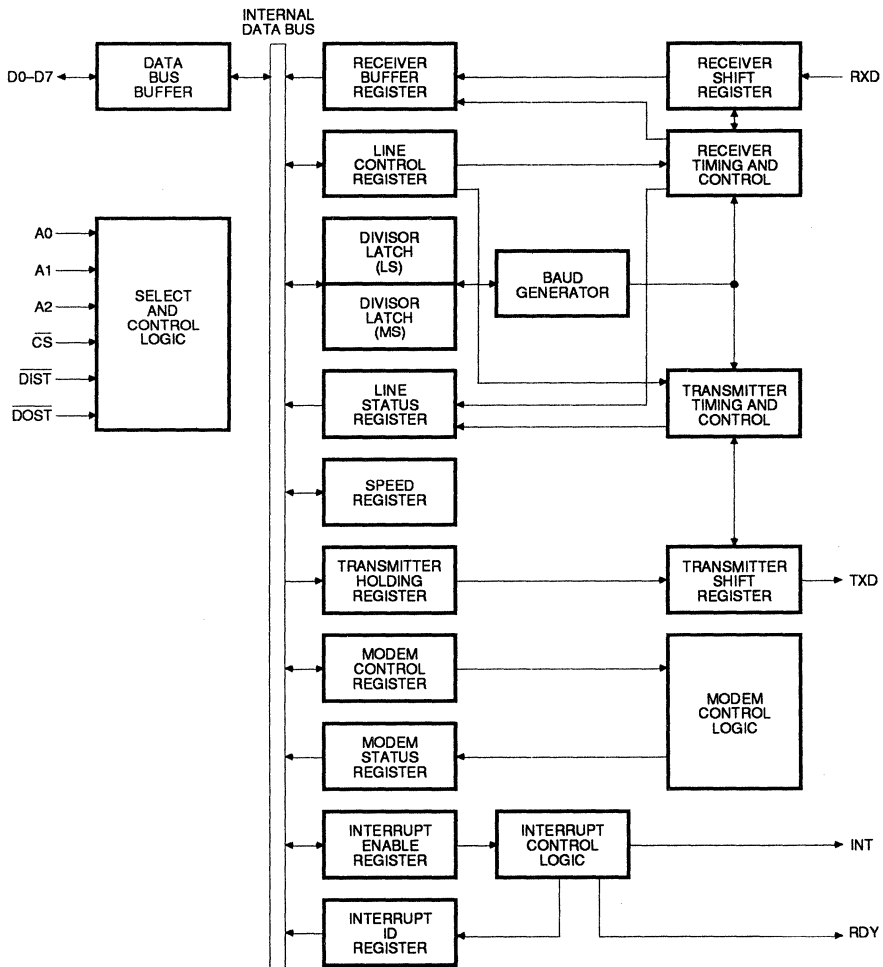 INTERNAL
DATA BUS
D0–D7
DATA
BUS
BUFFER
RECEIVER
BUFFER
REGISTER
RECEIVER
SHIFT
REGISTER
RXD
LINE
CONTROL
REGISTER
RECEIVER
TIMING AND
CONTROL
A0
A1
A2
CS
DIST
DOST
SELECT
AND
CONTROL
LOGIC
DIVISOR
LATCH
(LS)
DIVISOR
LATCH
(MS)
BAUD
GENERATOR
LINE
STATUS
REGISTER
TRANSMITTER
TIMING AND
CONTROL
SPEED
REGISTER
TRANSMITTER
HOLDING
REGISTER
TRANSMITTER
SHIFT
REGISTER
TXD
MODEM
CONTROL
REGISTER
MODEM
CONTROL
LOGIC
MODEM
STATUS
REGISTER
INTERRUPT
ENABLE
REGISTER
INTERRUPT
CONTROL
LOGIC
INT
INTERRUPT
ID
REGISTER
RDY